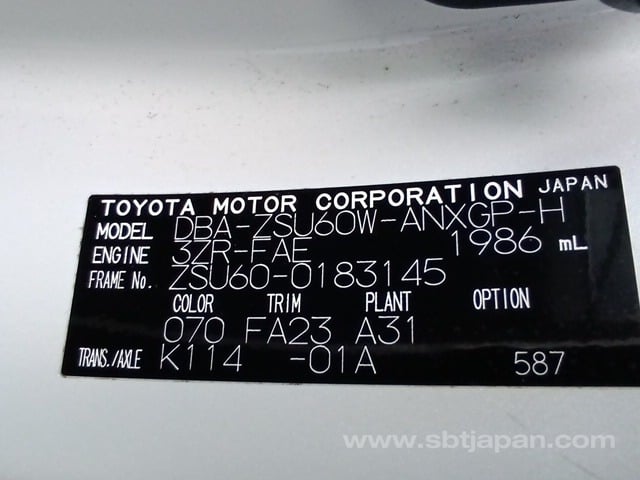 TOYOTA MOTOR CORPORATION JAPAN
MODEL DBA-ZSU60W-ANXGP-H
ENGINE 3ZR-FAE 1986 mL
FRAME No. ZSU60-0183145
COLOR TRIM PLANT OPTION
070 FA23 A31
TRANS./AXLE K114 -01A 587
www.sbtjapan.com